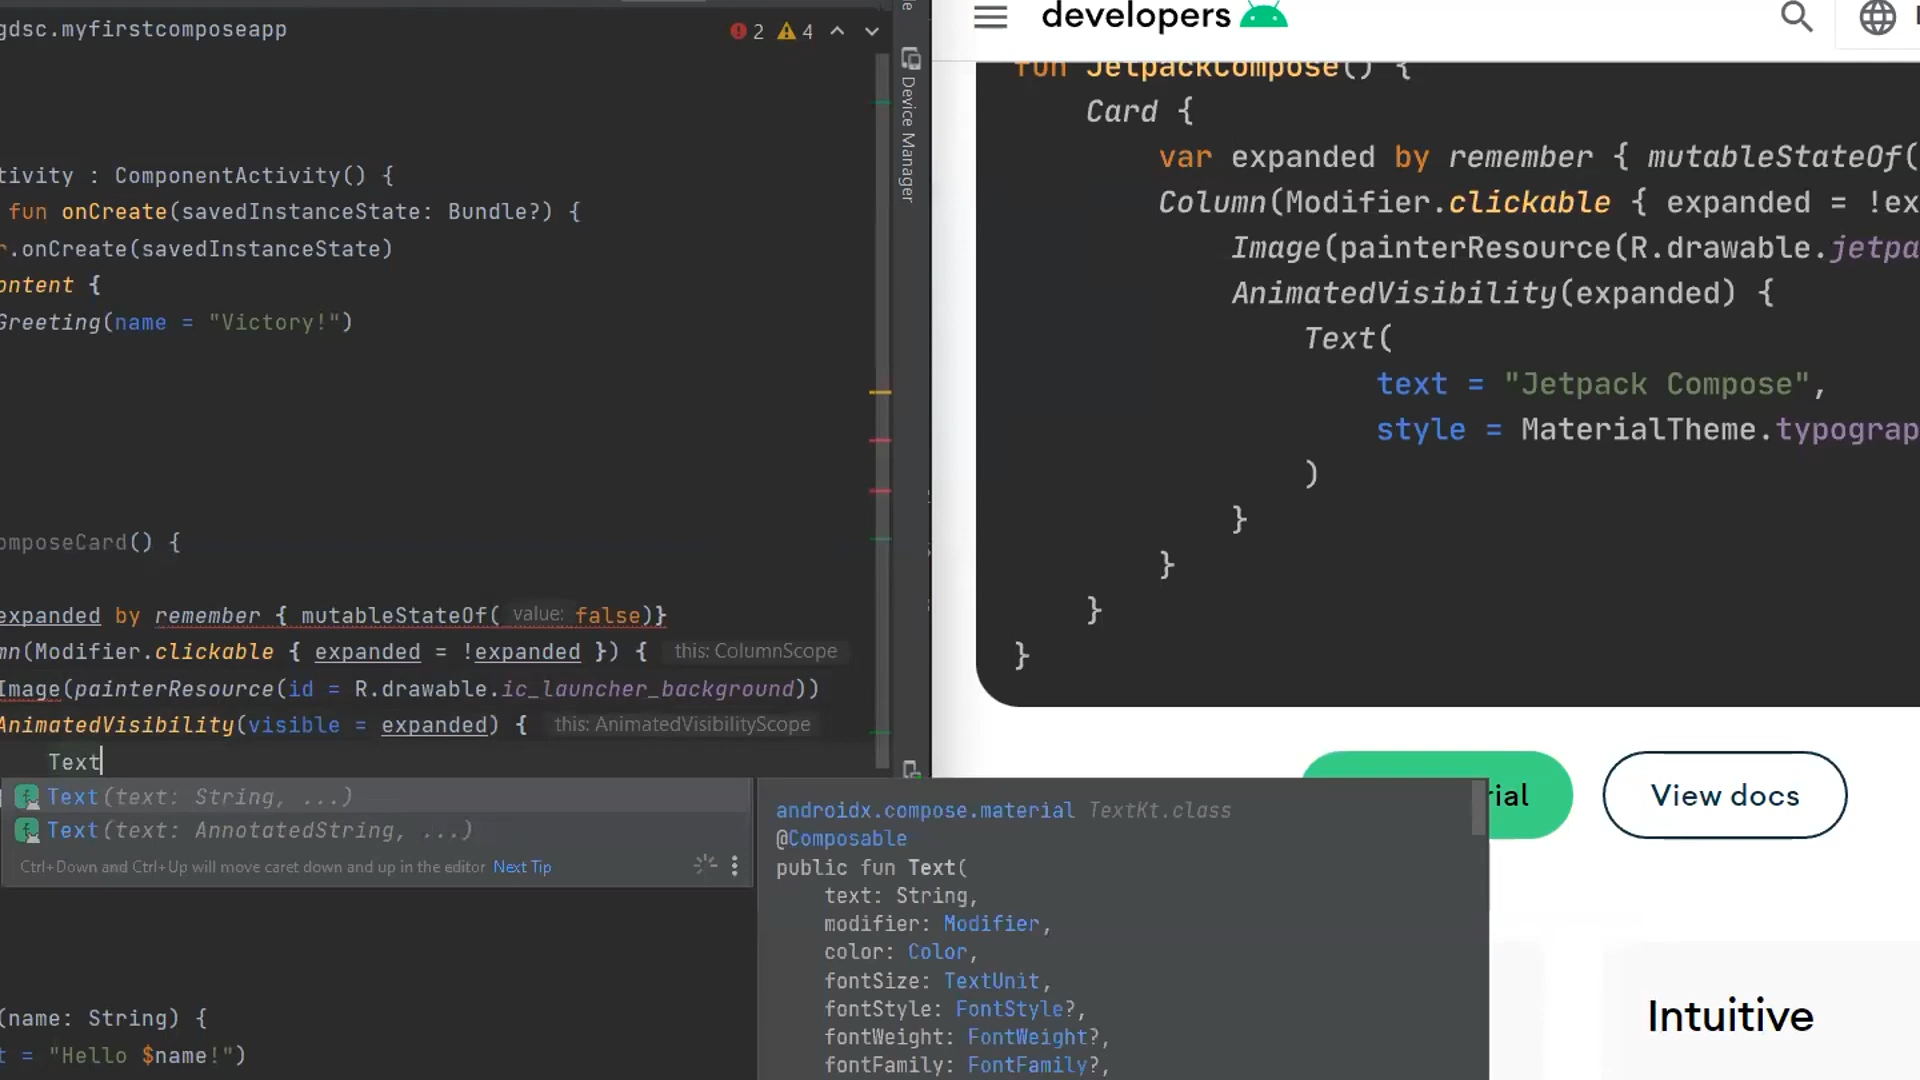 gdsc.myfirstcomposeapp
2 4
tivity : ComponentActivity() {
fun onCreate(savedInstanceState: Bundle?) {
r.onCreate(savedInstanceState)
ontent {
Greeting(name = "Victory!")
omposeCard() {
expanded by remember { mutableStateOf( value: false)}
mn(Modifier.clickable { expanded = !expanded }) { this: ColumnScope
Image(painterResource(id = R.drawable.ic_launcher_background))
AnimatedVisibility(visible = expanded) { this: AnimatedVisibilityScope
Text
Text(text: String, ...)
Text(text: AnnotatedString, ...)
Ctrl+Down and Ctrl+Up will move caret down and up in the editor Next Tip
(name: String) {
t = "Hello $name!")
Device Manager
androidx.compose.material TextKt.class
@Composable
public fun Text(
text: String,
modifier: Modifier,
color: Color,
fontSize: TextUnit,
fontStyle: FontStyle?,
fontWeight: FontWeight?,
fontFamily: FontFamily?,
developers
fun JetpackCompose() {
Card {
var expanded by remember { mutableStateOf(
Column(Modifier.clickable { expanded = !ex
Image(painterResource(R.drawable.jetpa
AnimatedVisibility(expanded) {
Text(
text = "Jetpack Compose",
style = MaterialTheme.typograp
)
}
}
}
}
rial
View docs
Intuitive